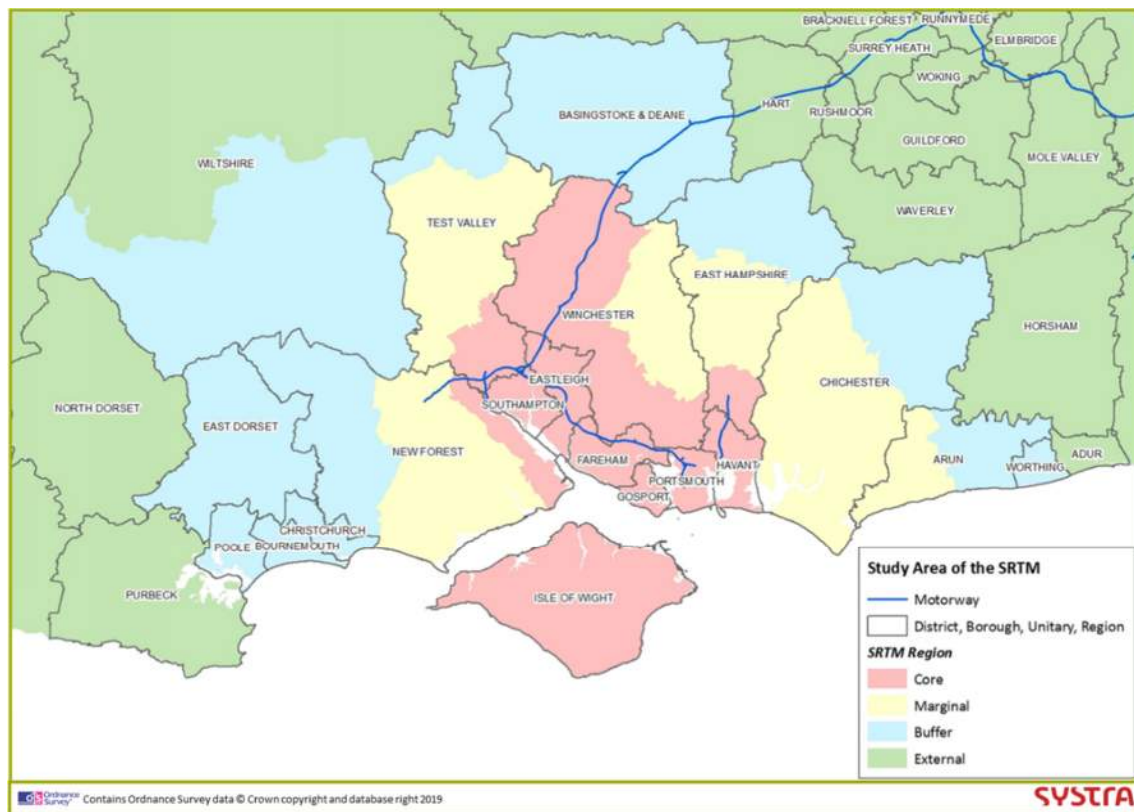 BRACKNELL FOREST
RUNNYMEDE
ELMBRIDGE
SURREY HEATH
WOKING
HART
RUSHMOOR
BASINGSTOKE & DEANE
GUILDFORD
MOLE VALLEY
WILTSHIRE
WAVERLEY
TEST VALLEY
EAST HAMPSHIRE
WINCHESTER
HORSHAM
EASTLEIGH
CHICHESTER
SOUTHAMPTON
NORTH DORSET
EAST DORSET
NEW FOREST
FAREHAM
HAVANT
ARUN
ADUR
WORTHING
PORTSMOUTH
GOSPORT
CHRISTCHURCH
POOLE
BOURNEMOUTH
PURBECK
ISLE OF WIGHT
Study Area of the SRTM
Motorway
District, Borough, Unitary, Region
SRTM Region
Core
Marginal
Buffer
External
OS Ordnance Survey
Contains Ordnance Survey data © Crown copyright and database right 2019
SYSTRA